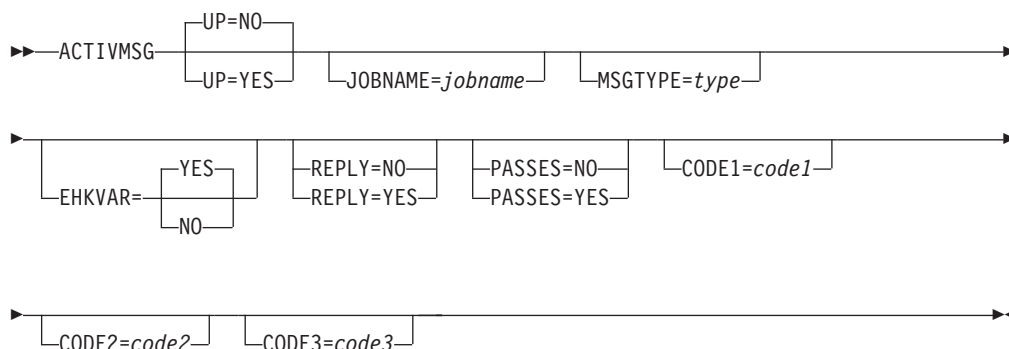 UP=NO
ACTIVMSG
UP=YES JOBNAME=jobname MSGTYPE=type
YES REPLY=NO PASSES=NO CODE1=code1
EHKVAR= REPLY=YES PASSES=YES
NO
CODE2=code2 CODE3=code3